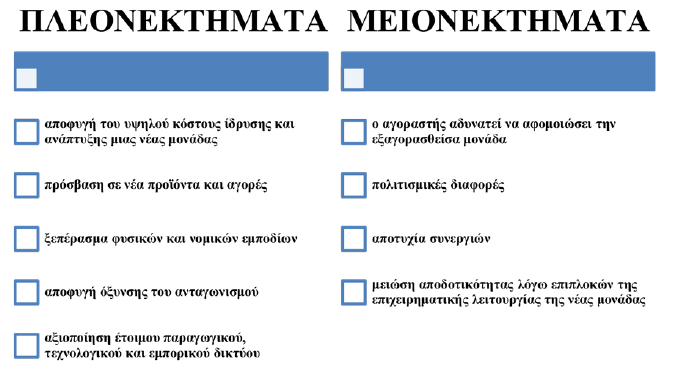 ΠΛΕΟΝΕΚΤΗΜΑΤΑ
αποφυγή του υψηλού κόστους ίδρυσης και
ανάπτυξης μιας νέας μονάδας
πρόσβαση σε νέα προϊόντα και αγορές
ξεπέρασμα φυσικών και νομικών εμποδίων
αποφυγή όξυνσης του ανταγωνισμού
αξιοποίηση έτοιμου παραγωγικού,
τεχνολογικού και εμπορικού δικτύου
ΜΕΙΟΝΕΚΤΗΜΑΤΑ
ο αγοραστής αδυνατεί να αφομοιώσει την
εξαγορασθείσα μονάδα
πολιτισμικές διαφορές
αποτυχία συνεργιών
μειώση αποδοτικότητας λόγω επιπλοκών της
επιχειρηματικής λειτουργίας της νέας μονάδας